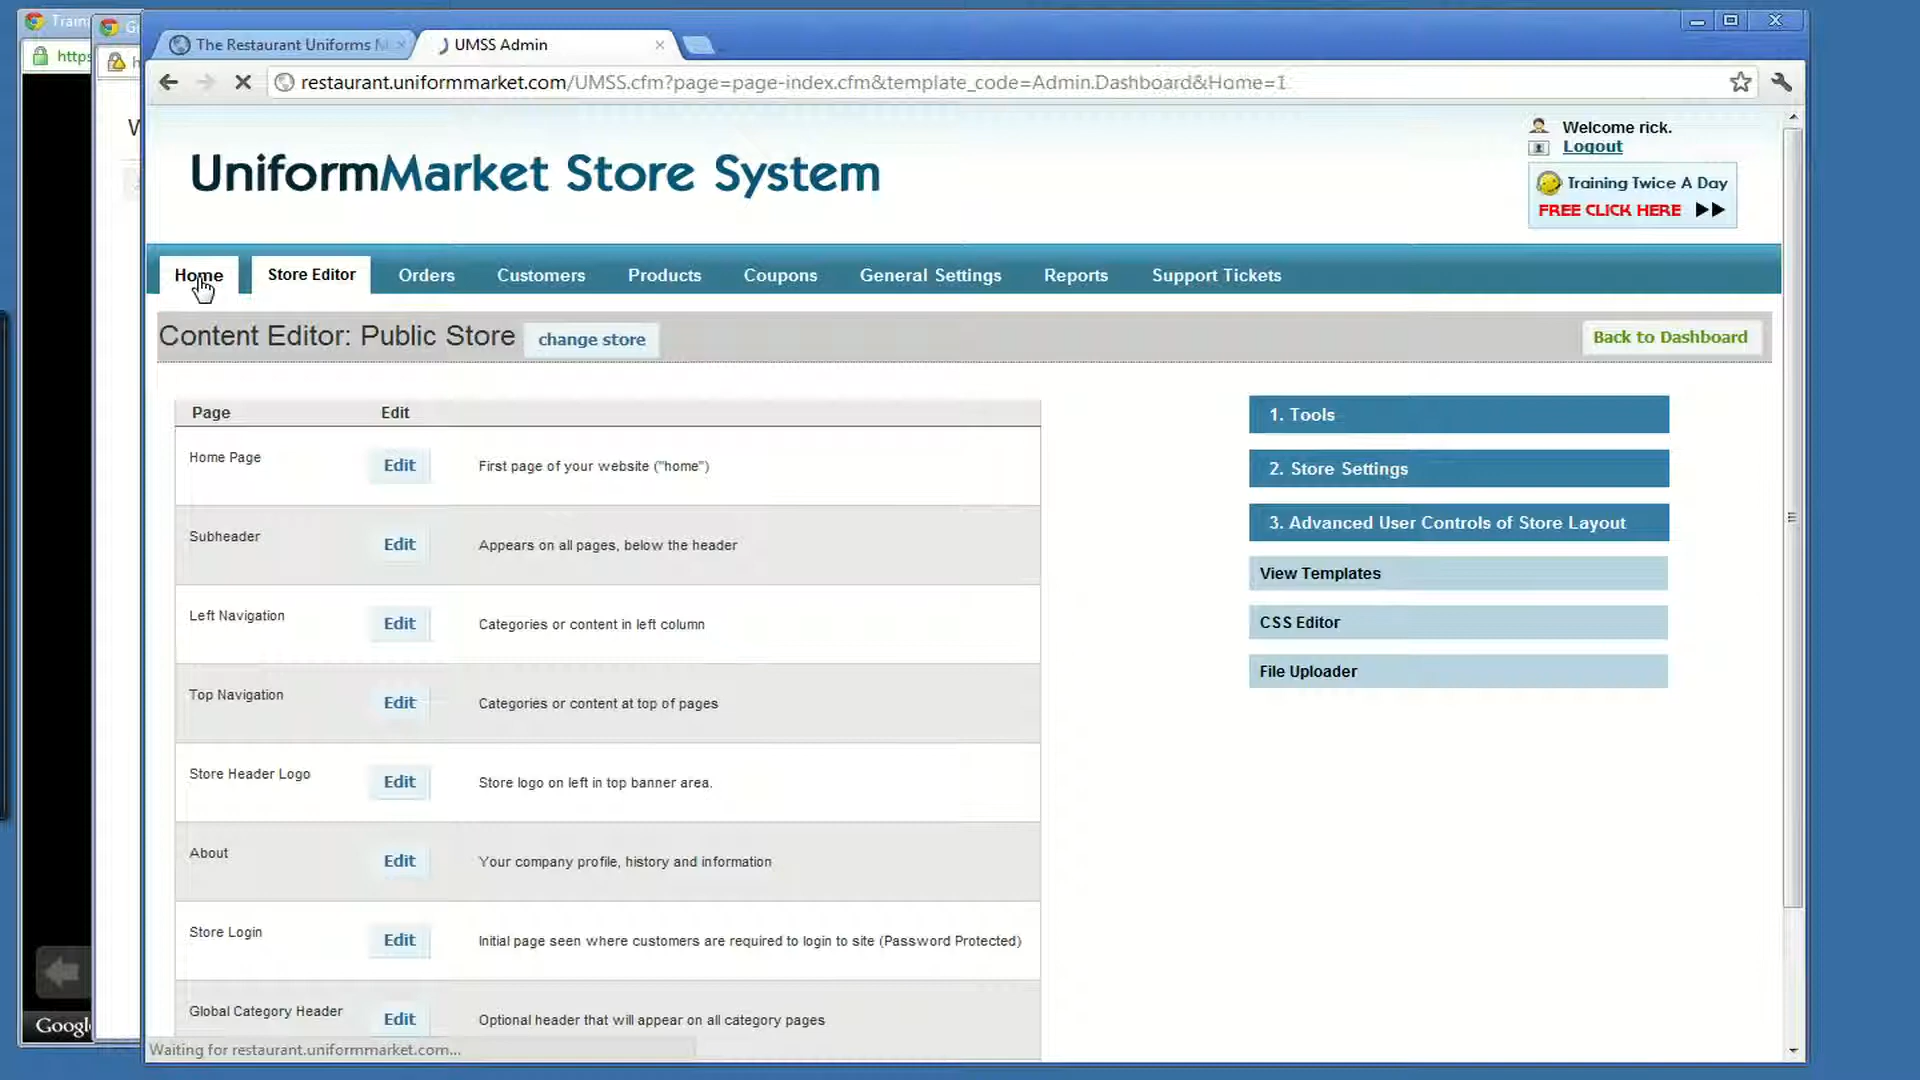 Train
G
The Restaurant Uniforms M
UMSS Admin
https
restaurant.uniformmarket.com/UMSS.cfm?page=page-index.cfm&template_code=Admin.Dashboard&Home=1
Welcome rick.
Logout
UniformMarket Store System
Training Twice A Day
FREE CLICK HERE
Home
Store Editor
Orders
Customers
Products
Coupons
General Settings
Reports
Support Tickets
Content Editor: Public Store
change store
Back to Dashboard
Page
Edit
Home Page
Edit
First page of your website ("home")
Subheader
Edit
Appears on all pages, below the header
Left Navigation
Edit
Categories or content in left column
Top Navigation
Edit
Categories or content at top of pages
Store Header Logo
Edit
Store logo on left in top banner area.
About
Edit
Your company profile, history and information
Store Login
Edit
Initial page seen where customers are required to login to site (Password Protected)
Global Category Header
Edit
Optional header that will appear on all category pages
1. Tools
2. Store Settings
3. Advanced User Controls of Store Layout
View Templates
CSS Editor
File Uploader
Googl
Waiting for restaurant.uniformmarket.com...